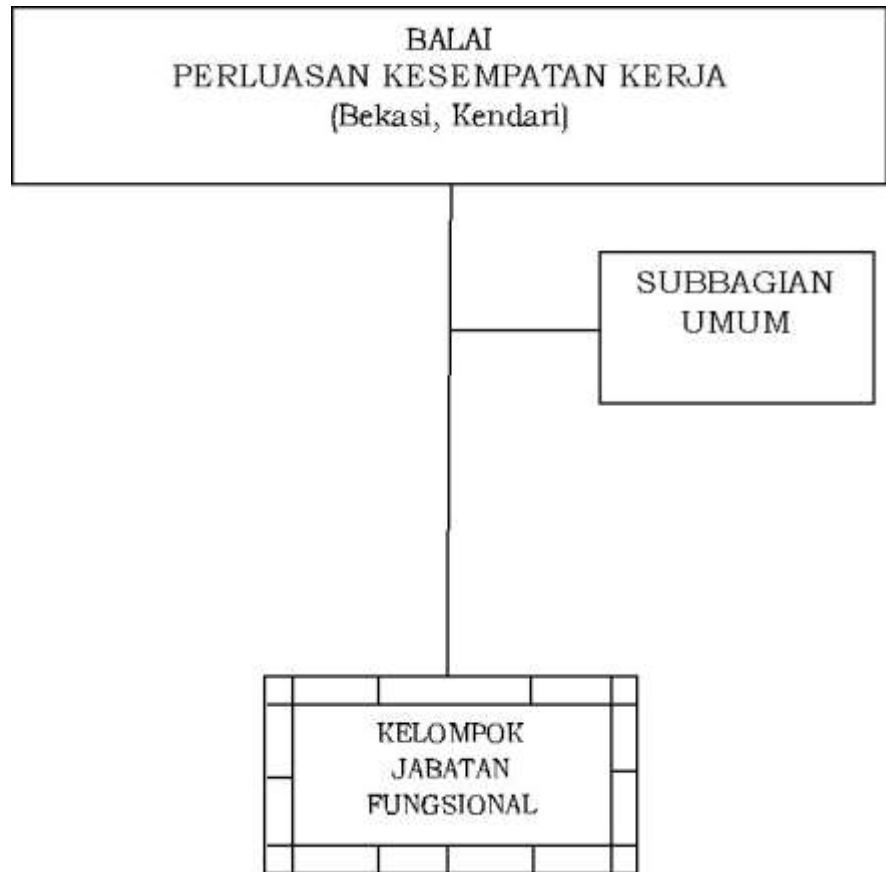 BALAI
PERLUASAN KESEMPATAN KERJA
(Bekasi, Kendari)
SUBBAGIAN
UMUM
KELOMPOK
JABATAN
FUNGSIONAL